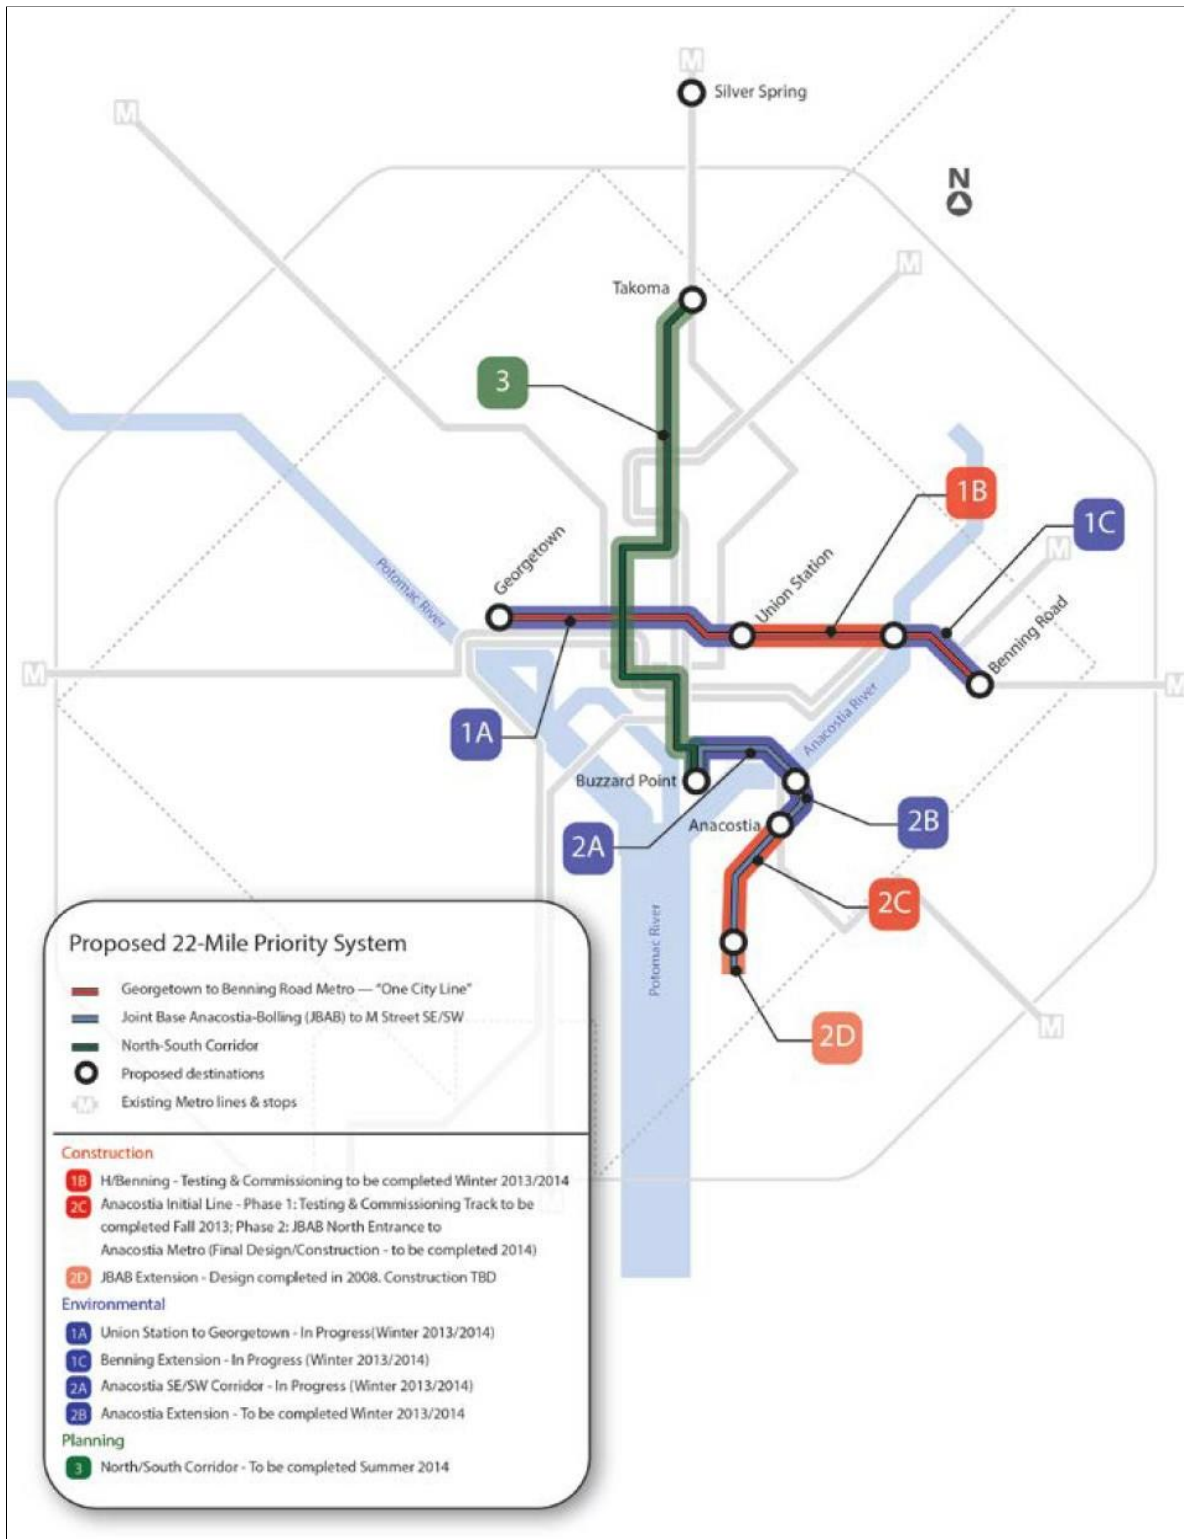 M
Silver Spring
M
N
M
Takoma
3
1B
1C
Georgetown
Union Station
M
Potomac River
Benning Road
M
M
1A
Anacostia River
Buzzard Point
2A
Anacostia
2B
2C
Potomac River
2D
M
Proposed 22-Mile Priority System
Georgetown to Benning Road Metro — "One City Line"
Joint Base Anacostia-Bolling (JBAB) to M Street SE/SW
North-South Corridor
Proposed destinations
M Existing Metro lines & stops
Construction
1B H/Benning - Testing & Commissioning to be completed Winter 2013/2014
2C Anacostia Initial Line - Phase 1: Testing & Commissioning Track to be
completed Fall 2013; Phase 2: JBAB North Entrance to
Anacostia Metro (Final Design/Construction - to be completed 2014)
2D JBAB Extension - Design completed in 2008. Construction TBD
Environmental
1A Union Station to Georgetown - In Progress(Winter 2013/2014)
1C Benning Extension - In Progress (Winter 2013/2014)
2A Anacostia SE/SW Corridor - In Progress (Winter 2013/2014)
2B Anacostia Extension - To be completed Winter 2013/2014
Planning
3 North/South Corridor - To be completed Summer 2014